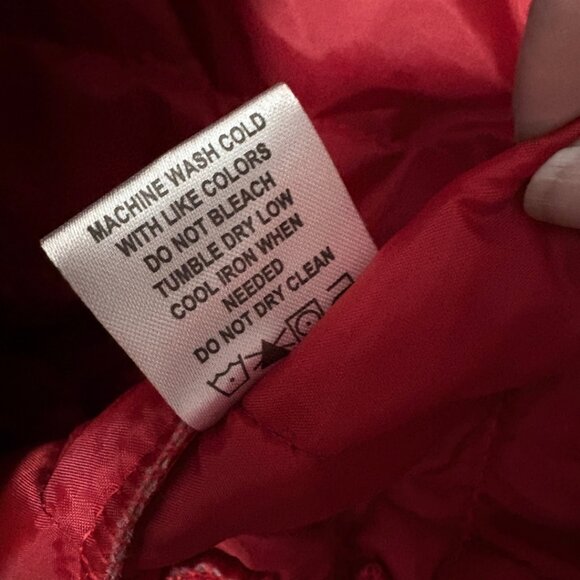 MACHINE WASH COLD
WITH LIKE COLORS
DO NOT BLEACH
TUMBLE DRY LOW
COOL IRON WHEN
NEEDED
DO NOT DRY CLEAN